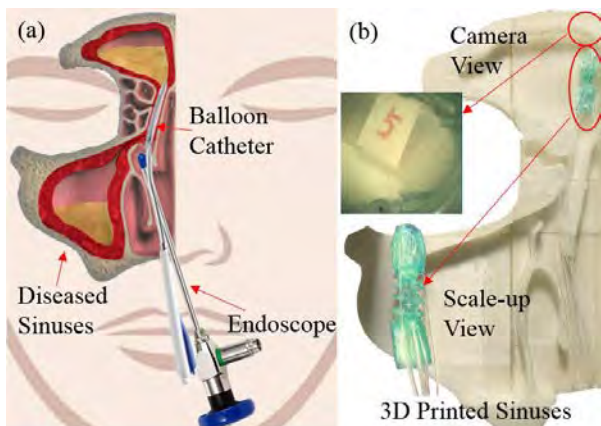 (a)
Balloon
Catheter
Diseased
Sinuses
Endoscope
(b)
Camera
View
5
Scale-up
View
3D Printed Sinuses